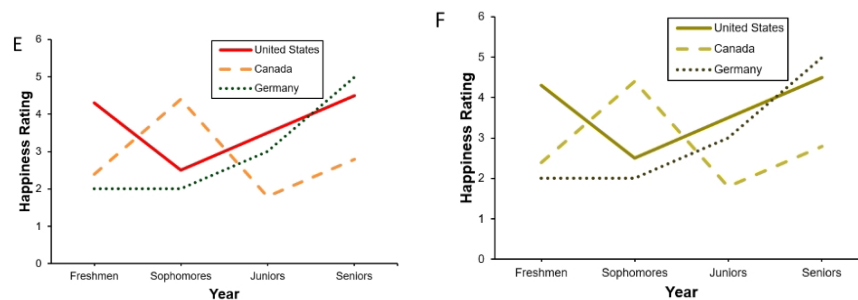 E
6
5
4
3
2
1
0
Happiness Rating
United States
Canada
Germany
Freshmen Sophomores Juniors Seniors
Year
F
6
5
4
3
2
1
0
Happiness Rating
United States
Canada
Germany
Freshmen Sophomores Juniors Seniors
Year